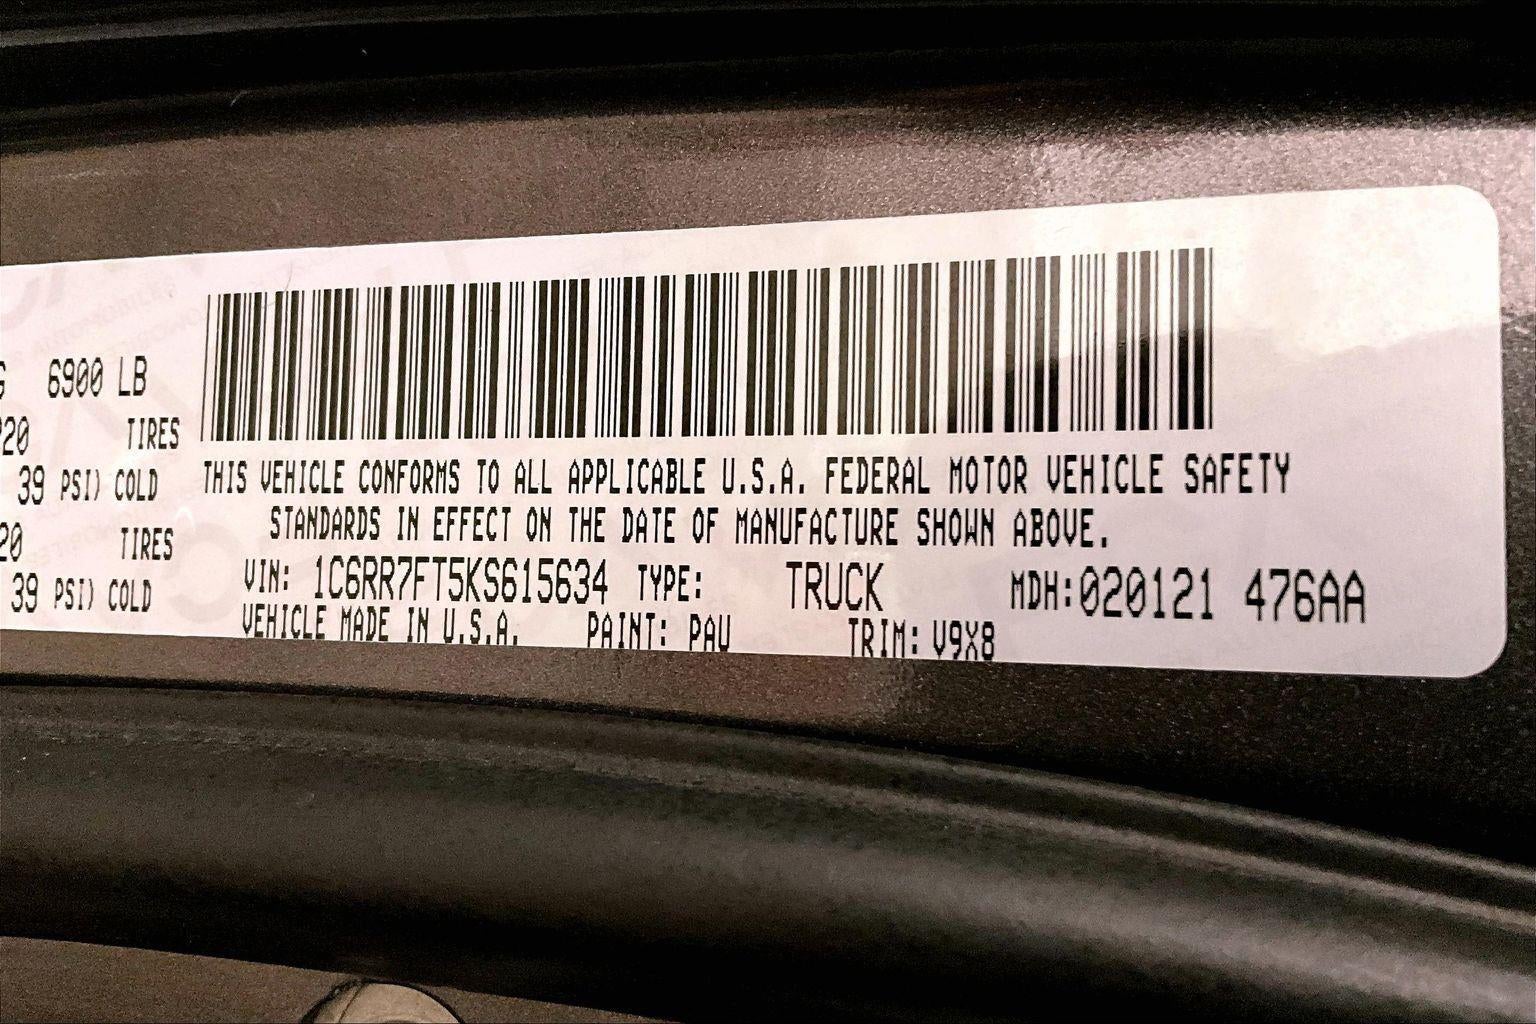 6900 LB
20 TIRES
39 PSI) COLD
20 TIRES
39 PSI) COLD
THIS VEHICLE CONFORMS TO ALL APPLICABLE U.S.A. FEDERAL MOTOR VEHICLE SAFETY
STANDARDS IN EFFECT ON THE DATE OF MANUFACTURE SHOWN ABOVE.
VIN: 1C6RR7FT5KS615634 TYPE: TRUCK MDH:020121 476AA
VEHICLE MADE IN U.S.A. PAINT: PAU TRIM: V9X8